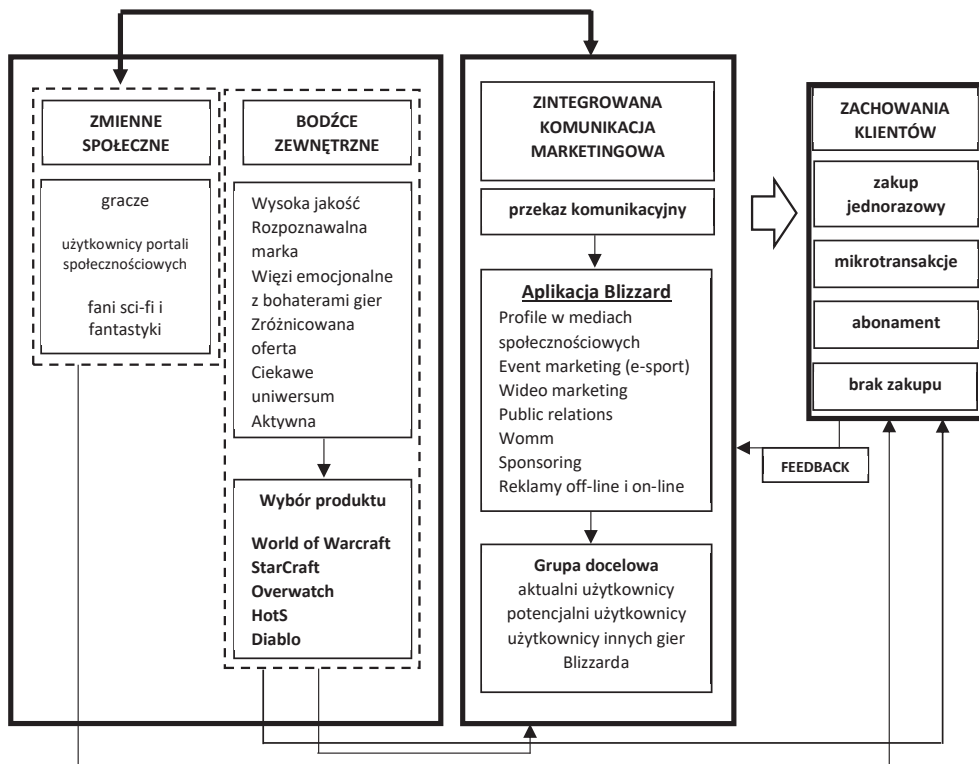 ZMIENNE
SPOŁECZNE
gracze
użytkownicy portali
społecznościowych
fani sci-fi i
fantastyki
BODŹCE
ZEWNĘTRZNE
Wysoka jakość
Rozpoznawalna
marka
Więzi emocjonalne
z bohaterami gier
Zróżnicowana
oferta
Ciekawe
uniwersum
Aktywna
Wybór produktu
World of Warcraft
StarCraft
Overwatch
HotS
Diablo
ZINTEGROWANA
KOMUNIKACJA
MARKETINGOWA
przekaz komunikacyjny
Aplikacja Blizzard
Profile w mediach
społecznościowych
Event marketing (e-sport)
Wideo marketing
Public relations
Womm
Sponsoring
Reklamy off-line i on-line
Grupa docelowa
aktualni użytkownicy
potencjalni użytkownicy
użytkownicy innych gier
Blizzarda
ZACHOWANIA
KLIENTÓW
zakup
jednorazowy
mikrotransakcje
abonament
brak zakupu
FEEDBACK